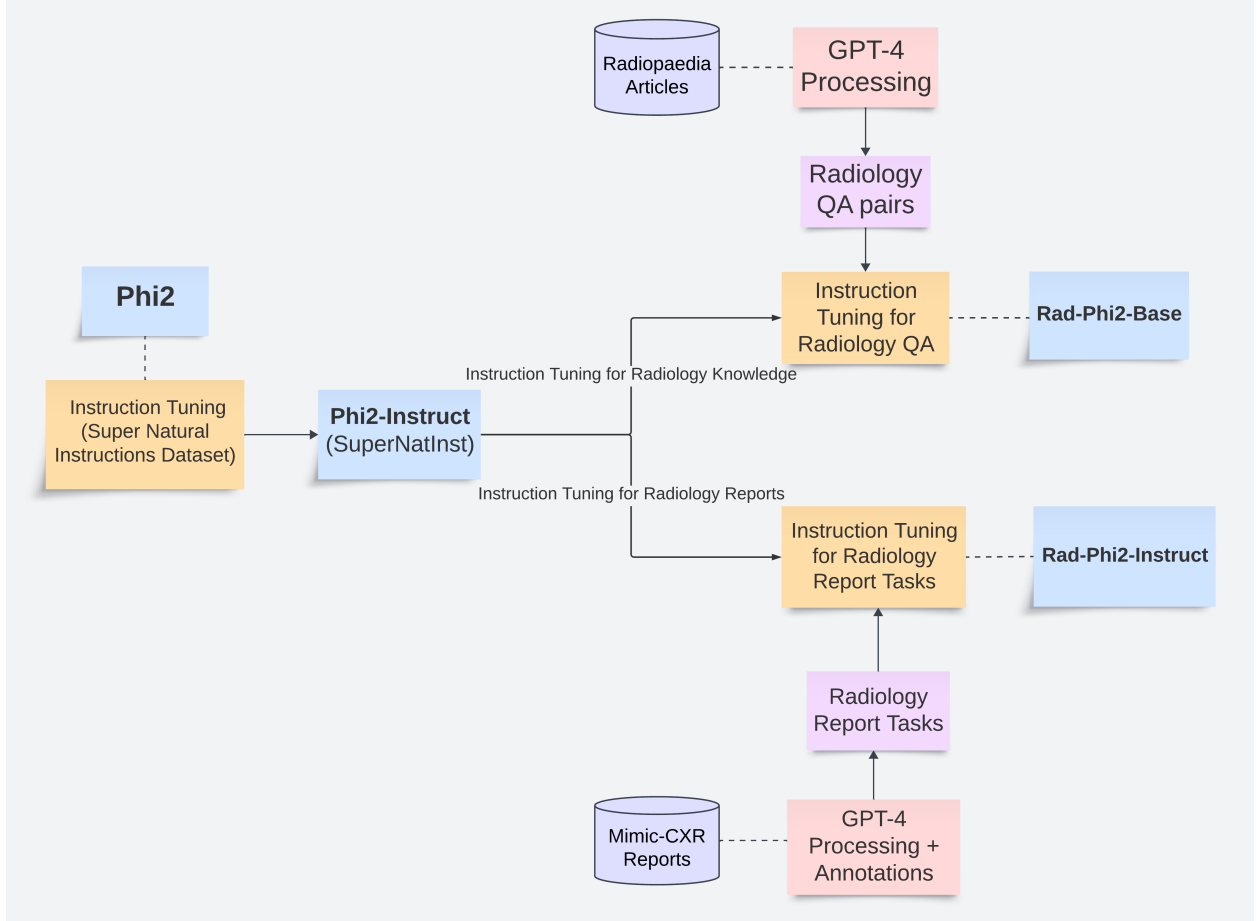 Radiopaedia
Articles
GPT-4
Processing
Radiology
QA pairs
Phi2
Instruction
Tuning for
Radiology QA
Rad-Phi2-Base
Instruction Tuning for Radiology Knowledge
Instruction Tuning
(Super Natural
Instructions Dataset)
Phi2-Instruct
(SuperNatInst)
Instruction Tuning for Radiology Reports
Instruction Tuning
for Radiology
Report Tasks
Rad-Phi2-Instruct
Radiology
Report Tasks
Mimic-CXR
Reports
GPT-4
Processing +
Annotations